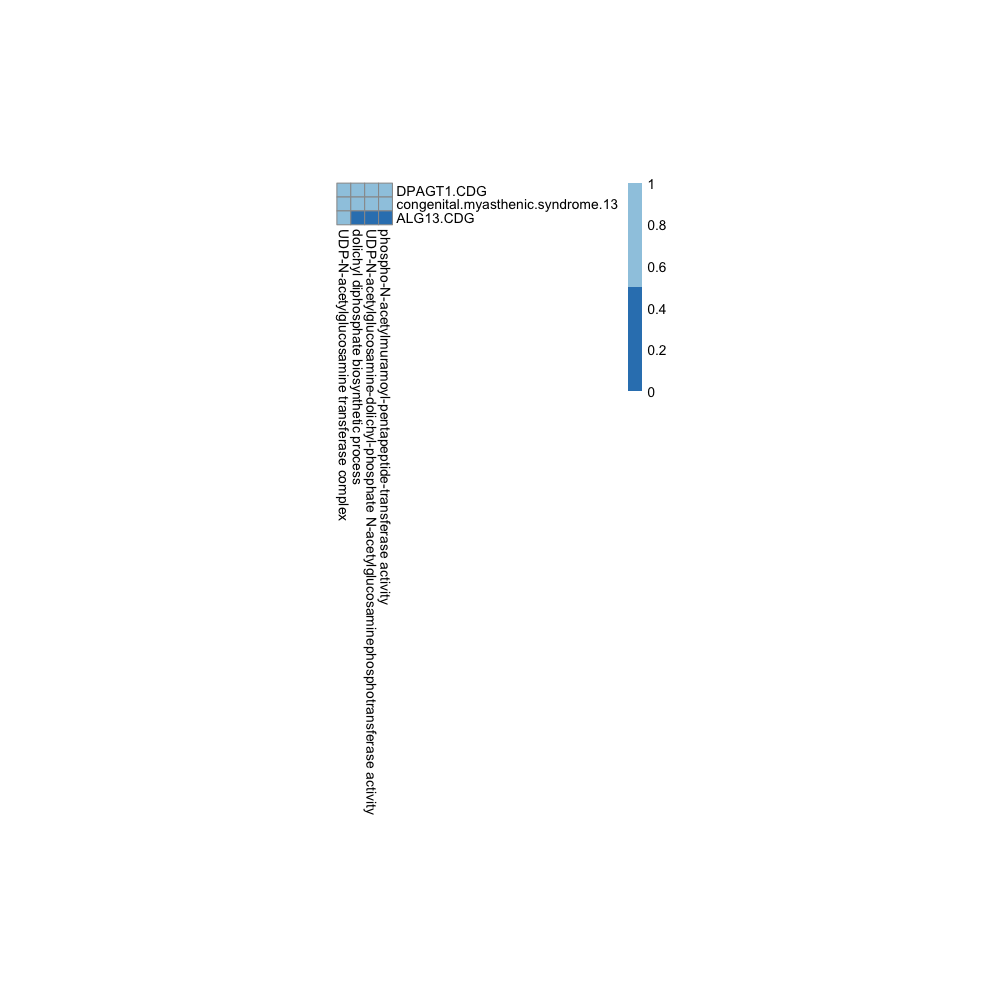 DPAGT1.CDG
congenital.myasthenic.syndrome.13
ALG13.CDG
UDP-N-acetylglucosamine transferase complex
dolichyl diphosphate biosynthetic process
UDP-N-acetylglucosamine-dolichyl-phosphate N-acetylglucosaminephosphotransferase activity
phospho-N-acetylmuramoyl-pentapeptide-transferase activity
1
0.8
0.6
0.4
0.2
0